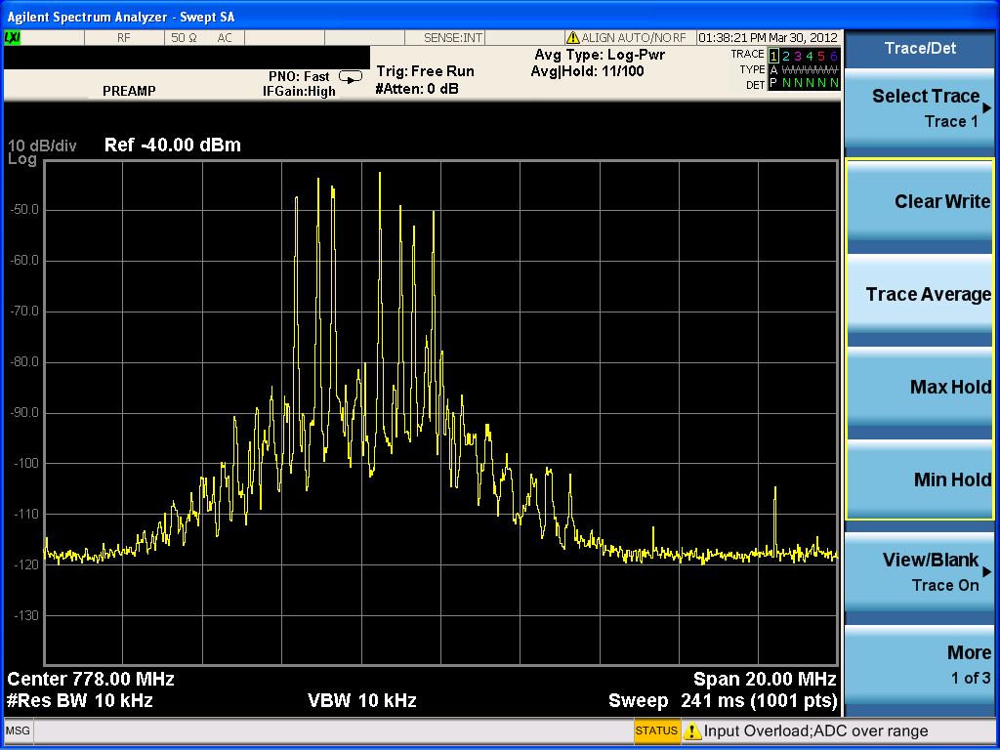 Agilent Spectrum Analyzer - Swept SA
LXI RF 50 Ω AC SENSE:INT ALIGN AUTO/NO RF 01:38:21 PM Mar 30, 2012
Trace/Det
PREAMP
PNO: Fast
IFGain:High
Trig: Free Run
#Atten: 0 dB
Avg Type: Log-Pwr
Avg|Hold: 11/100
TRACE 1 2 3 4 5 6
TYPE A WWWWW
DET P N N N N N
10 dB/div Ref -40.00 dBm
Log
-50.0
-60.0
-70.0
-80.0
-90.0
-100
-110
-120
-130
Center 778.00 MHz Span 20.00 MHz
#Res BW 10 kHz VBW 10 kHz Sweep 241 ms (1001 pts)
Select Trace
Trace 1
Clear Write
Trace Average
Max Hold
Min Hold
View/Blank
Trace On
More
1 of 3
MSG STATUS Input Overload;ADC over range